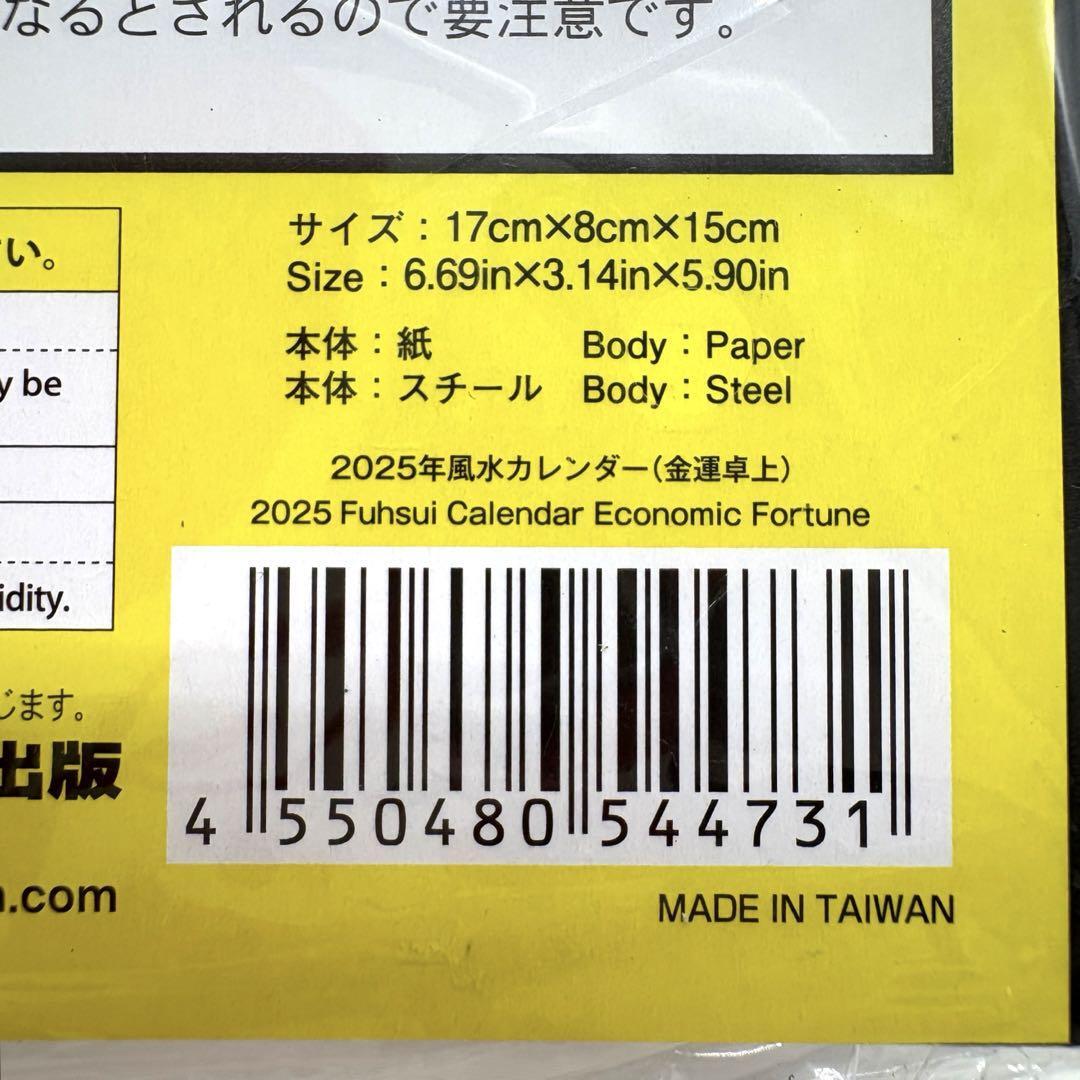 なるとされるので要注意です。
サイズ：17cm×8cm×15cm
Size：6.69in×3.14in×5.90in
い。
本体：紙 Body：Paper
y be
本体：スチール Body：Steel
2025年風水カレンダー（金運卓上）
2025 Fuhsui Calendar Economic Fortune
idity.
じます。
出版
4 550480 544731
.com
MADE IN TAIWAN